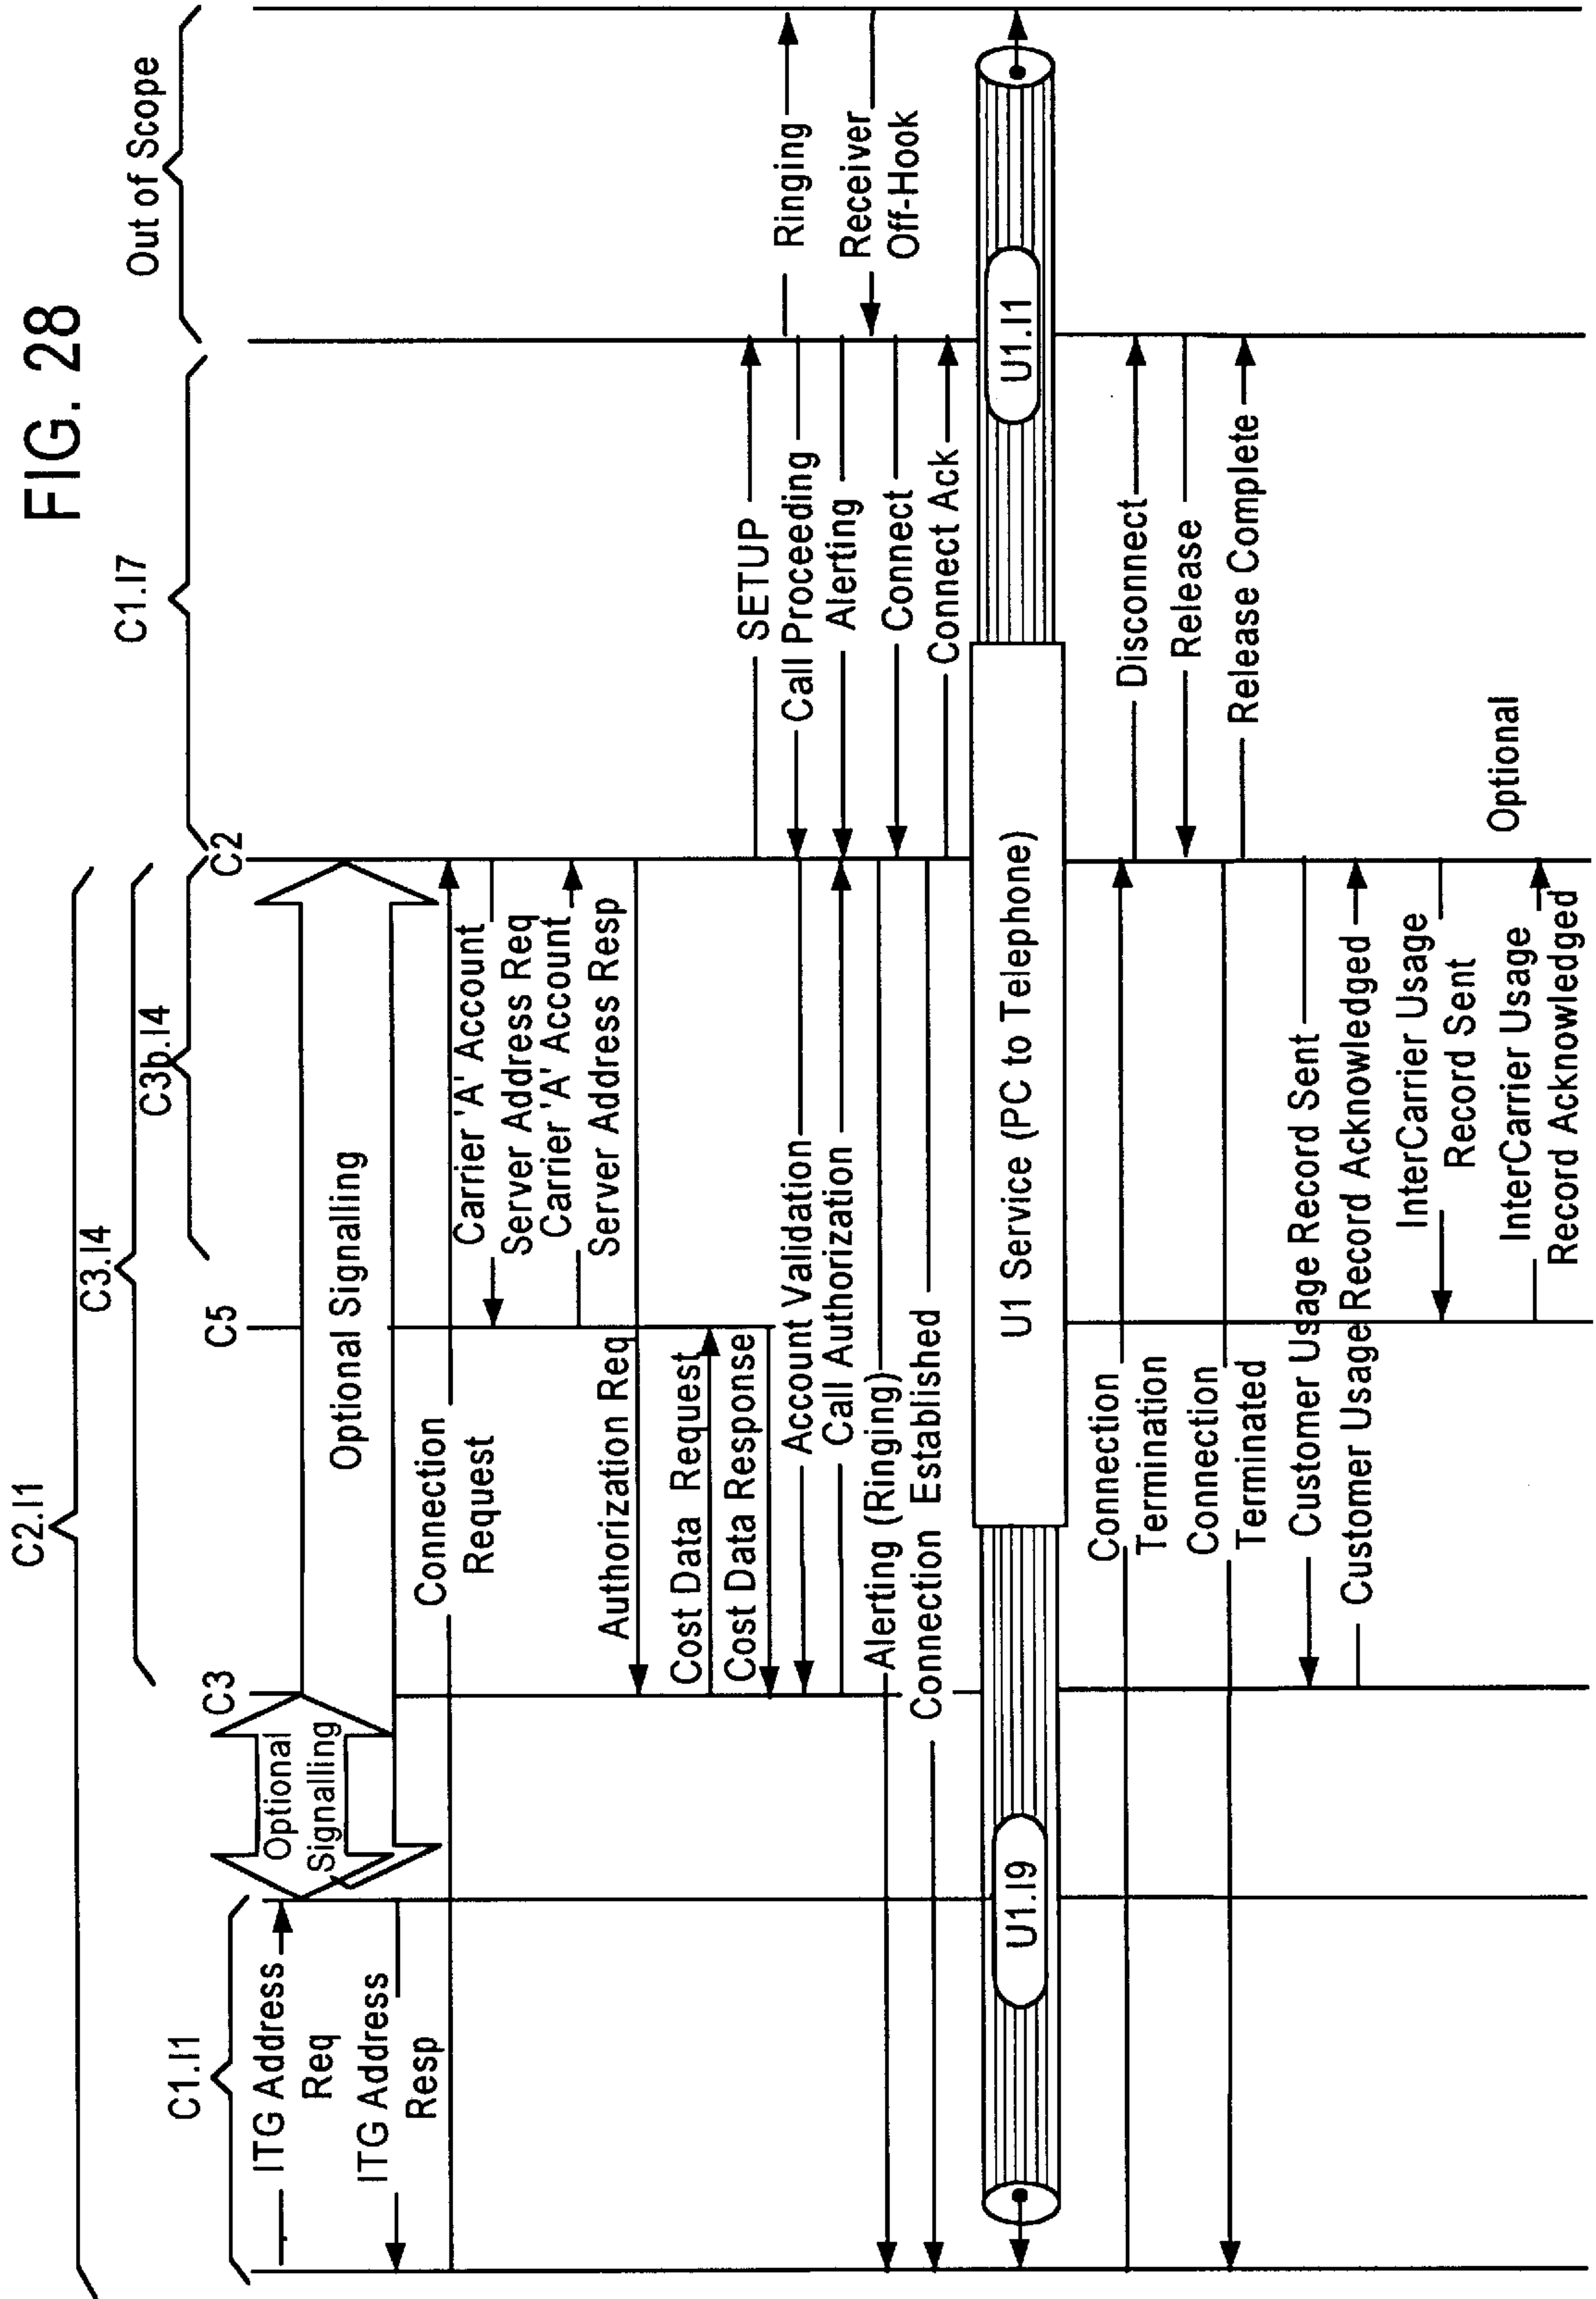 FIG. 28
C2.I1
C3.I4
C3b.I4
C1.I7
Out of Scope
C1.I1
C3
C5
C2
ITG Address
Req
ITG Address
Resp
Optional
Signalling
Optional Signalling
Connection
Request
Carrier 'A' Account
Server Address Req
Carrier 'A' Account
Server Address Resp
Authorization Req
Cost Data Request
Cost Data Response
SETUP
Call Proceeding
Ringing
Account Validation
Call Authorization
Alerting
Receiver
Off-Hook
Alerting (Ringing)
Connect
Connection Established
Connect Ack
U1.I9
U1 Service (PC to Telephone)
U1.I1
Connection
Termination
Disconnect
Release
Connection
Terminated
Release Complete
Customer Usage Record Sent
Customer Usage Record Acknowledged
InterCarrier Usage
Record Sent
Optional
InterCarrier Usage
Record Acknowledged